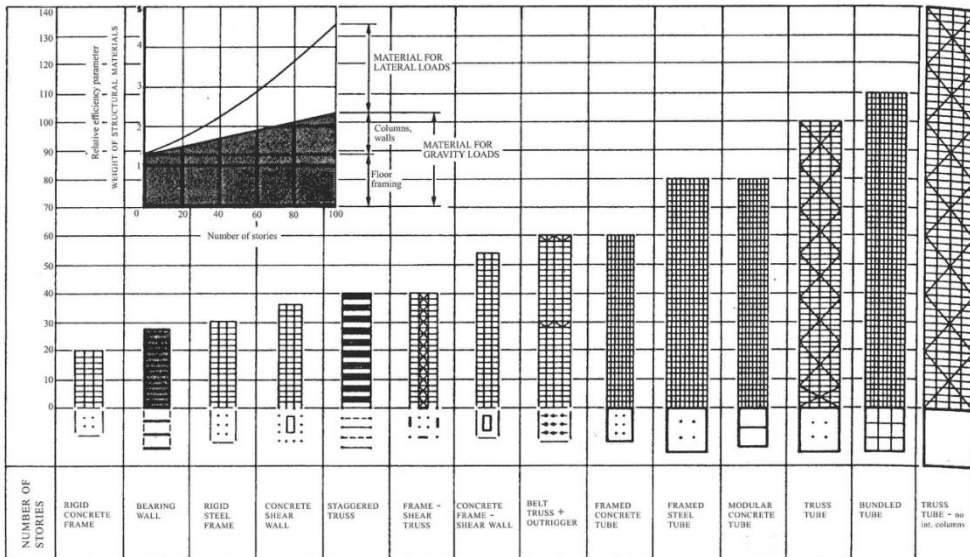 140
130
120
110
100
90
80
70
60
50
40
30
20
10
0
Relative efficiency parameter
WEIGHT OF STRUCTURAL MATERIALS
5
4
3
2
1
0
20
40
60
80
100
Number of stories
MATERIAL FOR
LATERAL LOADS
Columns,
walls
MATERIAL FOR
GRAVITY LOADS
Floor
framing
NUMBER OF
STORIES
RIGID
CONCRETE
FRAME
BEARING
WALL
RIGID
STEEL
FRAME
CONCRETE
SHEAR
WALL
STAGGERED
TRUSS
FRAME -
SHEAR
TRUSS
CONCRETE
FRAME -
SHEAR WALL
BELT
TRUSS +
OUTRIGGER
FRAMED
CONCRETE
TUBE
FRAMED
STEEL
TUBE
MODULAR
CONCRETE
TUBE
TRUSS
TUBE
BUNDLED
TUBE
TRUSS
TUBE - no
int. columns